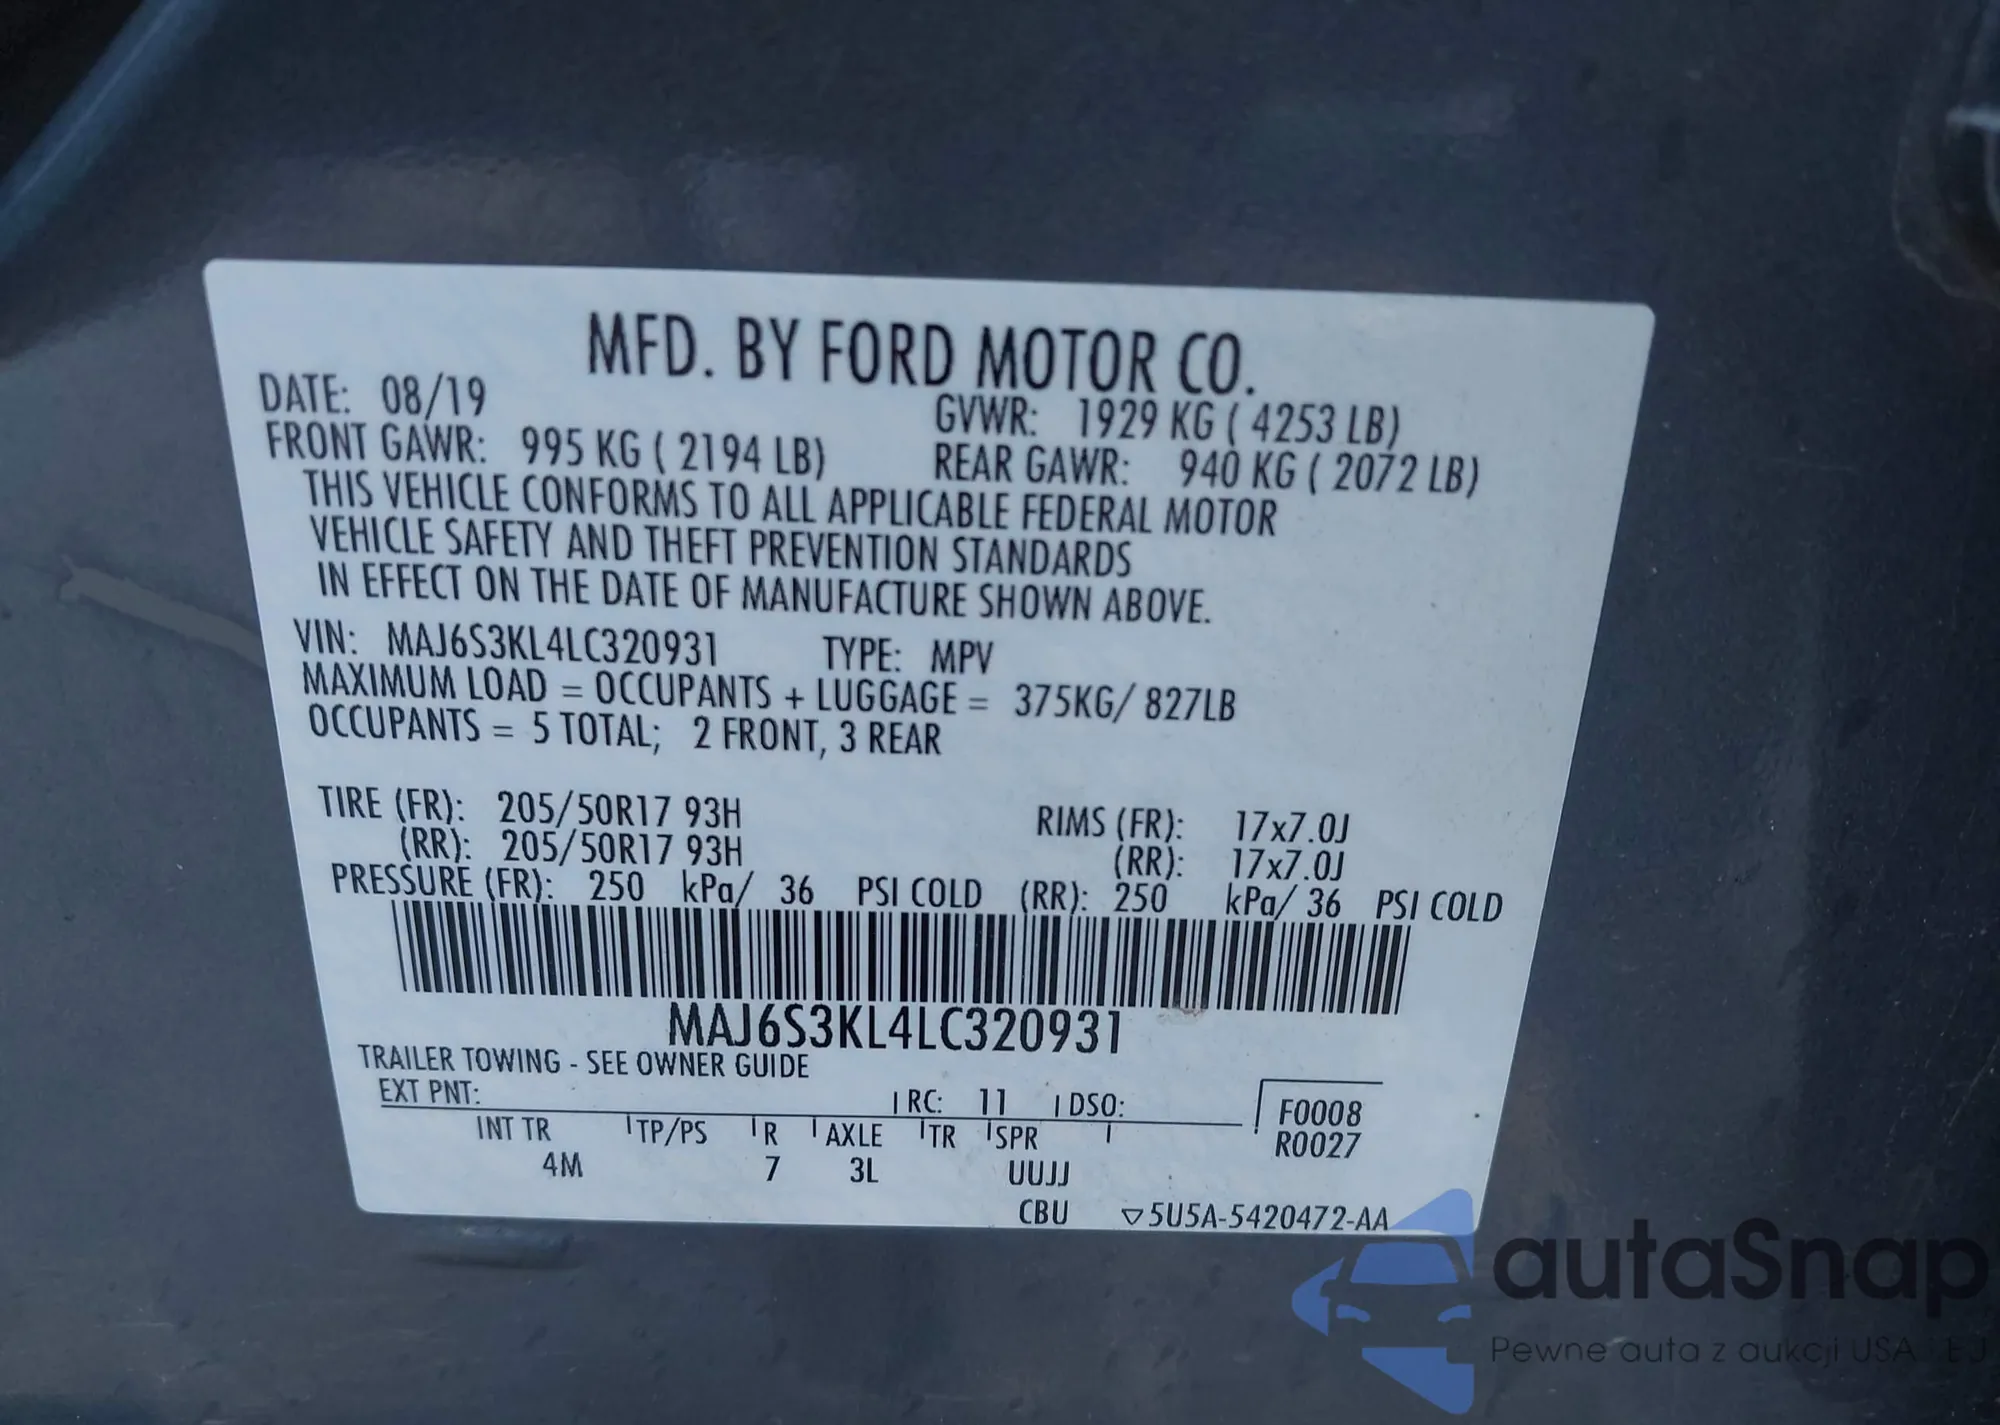 MFD. BY FORD MOTOR CO.
DATE: 08/19 GVWR: 1929 KG ( 4253 LB)
FRONT GAWR: 995 KG ( 2194 LB) REAR GAWR: 940 KG ( 2072 LB)
THIS VEHICLE CONFORMS TO ALL APPLICABLE FEDERAL MOTOR
VEHICLE SAFETY AND THEFT PREVENTION STANDARDS
IN EFFECT ON THE DATE OF MANUFACTURE SHOWN ABOVE.
VIN: MAJ6S3KL4LC320931 TYPE: MPV
MAXIMUM LOAD = OCCUPANTS + LUGGAGE = 375KG/ 827LB
OCCUPANTS = 5 TOTAL; 2 FRONT, 3 REAR
TIRE (FR): 205/50R17 93H RIMS (FR): 17x7.0J
(RR): 205/50R17 93H (RR): 17x7.0J
PRESSURE (FR): 250 kPa/ 36 PSI COLD (RR): 250 kPa/ 36 PSI COLD
MAJ6S3KL4LC320931
TRAILER TOWING - SEE OWNER GUIDE
EXT PNT: RC: 11 DSO: F0008
INT TR TP/PS R AXLE TR SPR R0027
4M 7 3L UUJJ
CBU ▽5U5A-5420472-AA
autaSnap
Pewne auta z aukcji USA i EJ